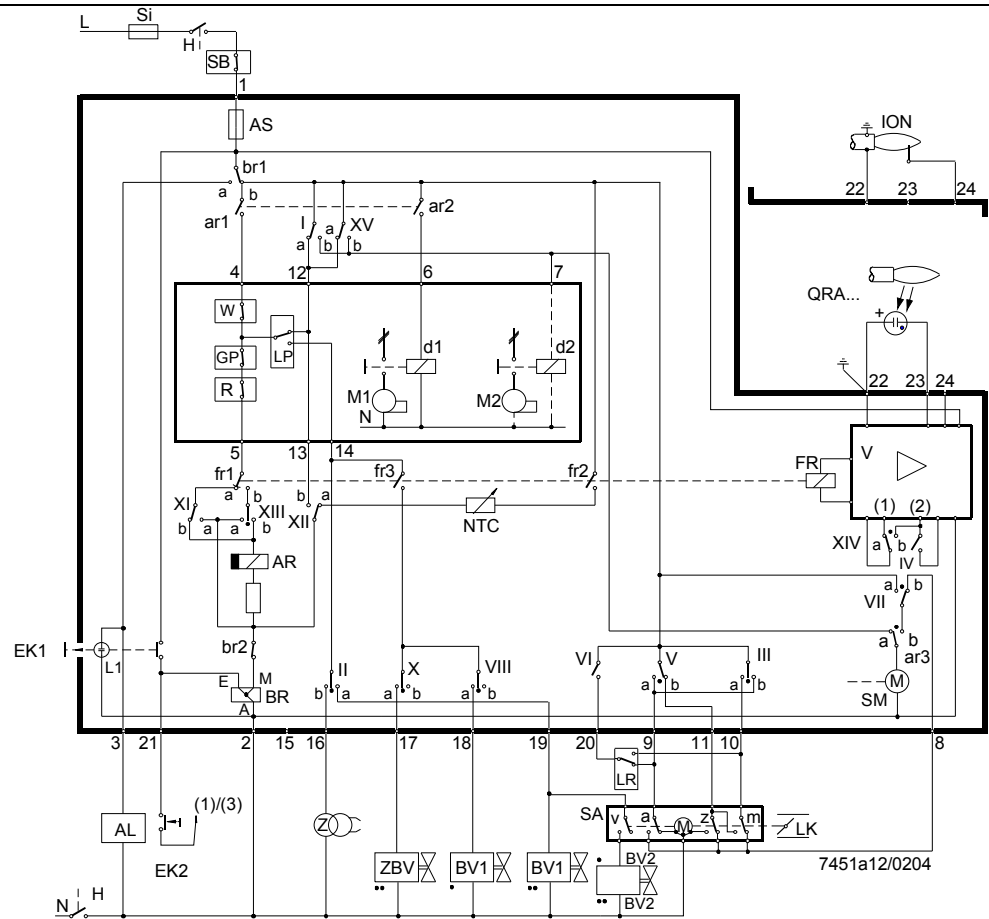 L
Si
H
SB
1
AS
ION
br1
22 23 24
a b
ar1
I
a
XV
ar2
a b b
4 12 6 7
QRA...
+
W
GP
LP
R
d1
d2
M1
N
M2
22 23 24
V
5 13 14
fr1
fr3
fr2
FR
a b
XI
XIII
b a
XII
NTC
b a a b
(1) (2)
XIV
a b
IV
AR
a b
VII
a b
ar3
EK1
L1
br2
II
X
VIII
VI
V
III
M
SM
E
M
BR
A
b a
b a
a b
a b
a b
3 21 2 15 16 17 18 19 20 9 11 10 8
LR
(1)/(3)
AL
EK2
Z
SA
v a M z m
LK
7451a12/0204
ZBV
BV1
BV1
BV2
BV2
N
H